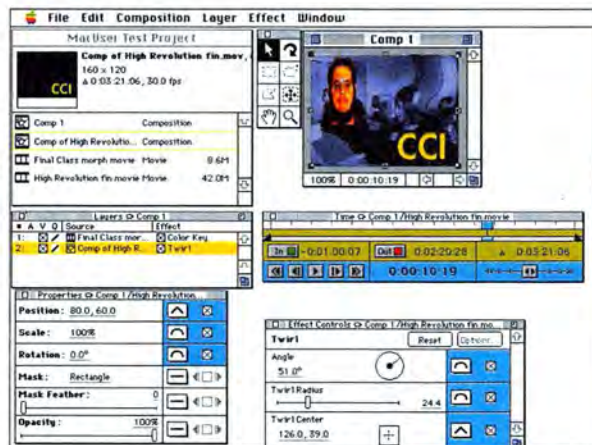 File Edit Composition Layer Effect Window
MacUser Test Project
Comp of High Revolution fin.mov,
160 x 120
Δ 0:03:21:06, 30.0 fps
CCI
Comp 1 Composition
Comp of High Revolutio... Composition
Final Class morph movie Movie 8.6M
High Revolution fin.movie Movie 42.0M
Comp 1
CCI
100% 0:00:10:19
Layers Comp 1
# A V Q Source Effect
1: Final Class mor... Color Key
2: Comp of High R... Twirl
Time Comp 1/High Revolution fin.movie
In -0:01:00:07 Out 0:02:20:28 Δ 0:03:21:06
0:00:10:19
Properties Comp 1/High Revolution...
Position: 80.0, 60.0
Scale: 100%
Rotation: 0.0°
Mask: Rectangle
Mask Feather: 0
Opacity: 100%
Effect Controls Comp 1/High Revolution fin.mo...
Twirl Reset Options...
Angle
51.0°
Twirl Radius
24.4
Twirl Center
126.0, 39.0